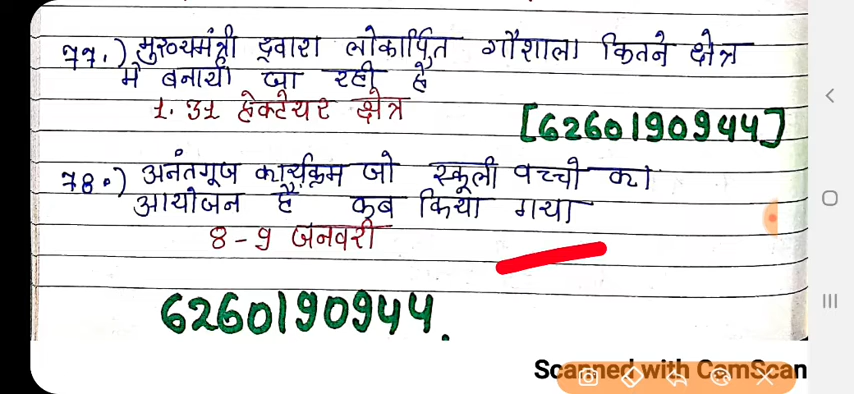 77.) मुख्यमंत्री द्वारा लोकार्पित गौशाला कितने क्षेत्र
में बनायी जा रही है
1.31 हेक्टेयर क्षेत्र
[6260190944]
78.) अनंतगूज कार्यक्रम जो स्कूली बच्चो का
आयोजन है कब किया गया
8-9 जनवरी
6260190944.
Scanned with CamScan